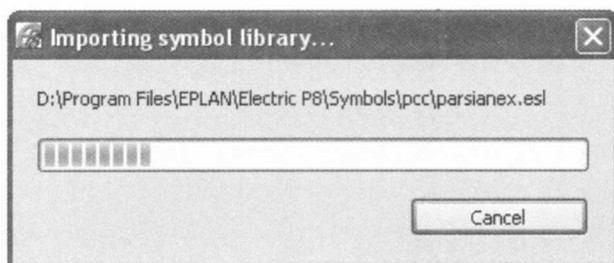 Importing symbol library...
D:\Program Files\EPLAN\Electric P8\Symbols\pcc\parsianex.esl
Cancel